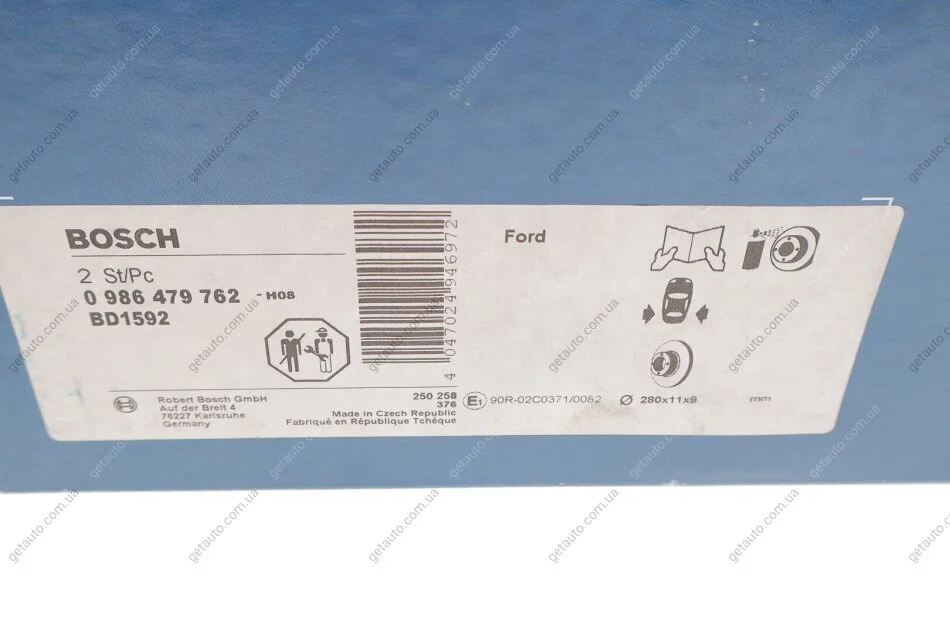 BOSCH
2 St/Pc
0 986 479 762 - H08
BD1592
4 047024 946972
Ford
Robert Bosch GmbH
Auf der Breit 4
76227 Karlsruhe
Germany
250 258
376
Made in Czech Republic
Fabriqué en République Tchèque
E1 90R-02C0371/0052
Ø 280x11x9 mm
getauto.com.ua